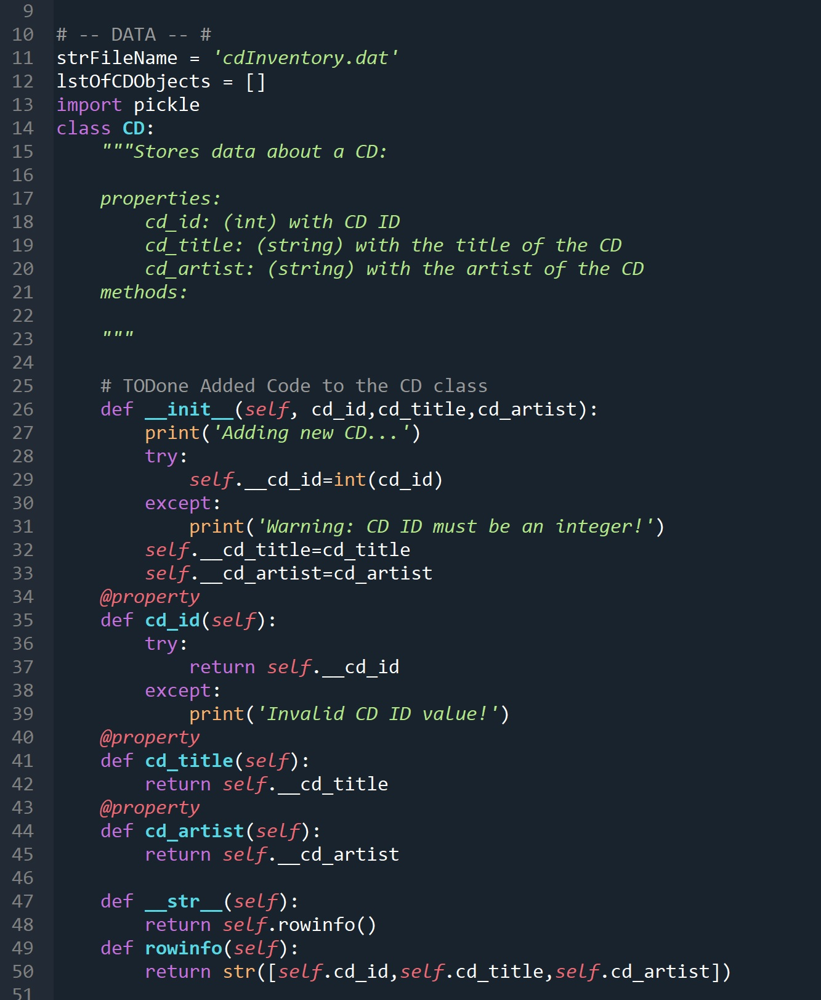 9
10 # -- DATA -- #
11 strFileName = 'cdInventory.dat'
12 lstOfCDObjects = []
13 import pickle
14 class CD:
15     """Stores data about a CD:
16
17     properties:
18         cd_id: (int) with CD ID
19         cd_title: (string) with the title of the CD
20         cd_artist: (string) with the artist of the CD
21     methods:
22
23     """
24
25     # TODone Added Code to the CD class
26     def __init__(self, cd_id,cd_title,cd_artist):
27         print('Adding new CD...')
28         try:
29             self.__cd_id=int(cd_id)
30         except:
31             print('Warning: CD ID must be an integer!')
32         self.__cd_title=cd_title
33         self.__cd_artist=cd_artist
34     @property
35     def cd_id(self):
36         try:
37             return self.__cd_id
38         except:
39             print('Invalid CD ID value!')
40     @property
41     def cd_title(self):
42         return self.__cd_title
43     @property
44     def cd_artist(self):
45         return self.__cd_artist
46
47     def __str__(self):
48         return self.rowinfo()
49     def rowinfo(self):
50         return str([self.cd_id,self.cd_title,self.cd_artist])
51